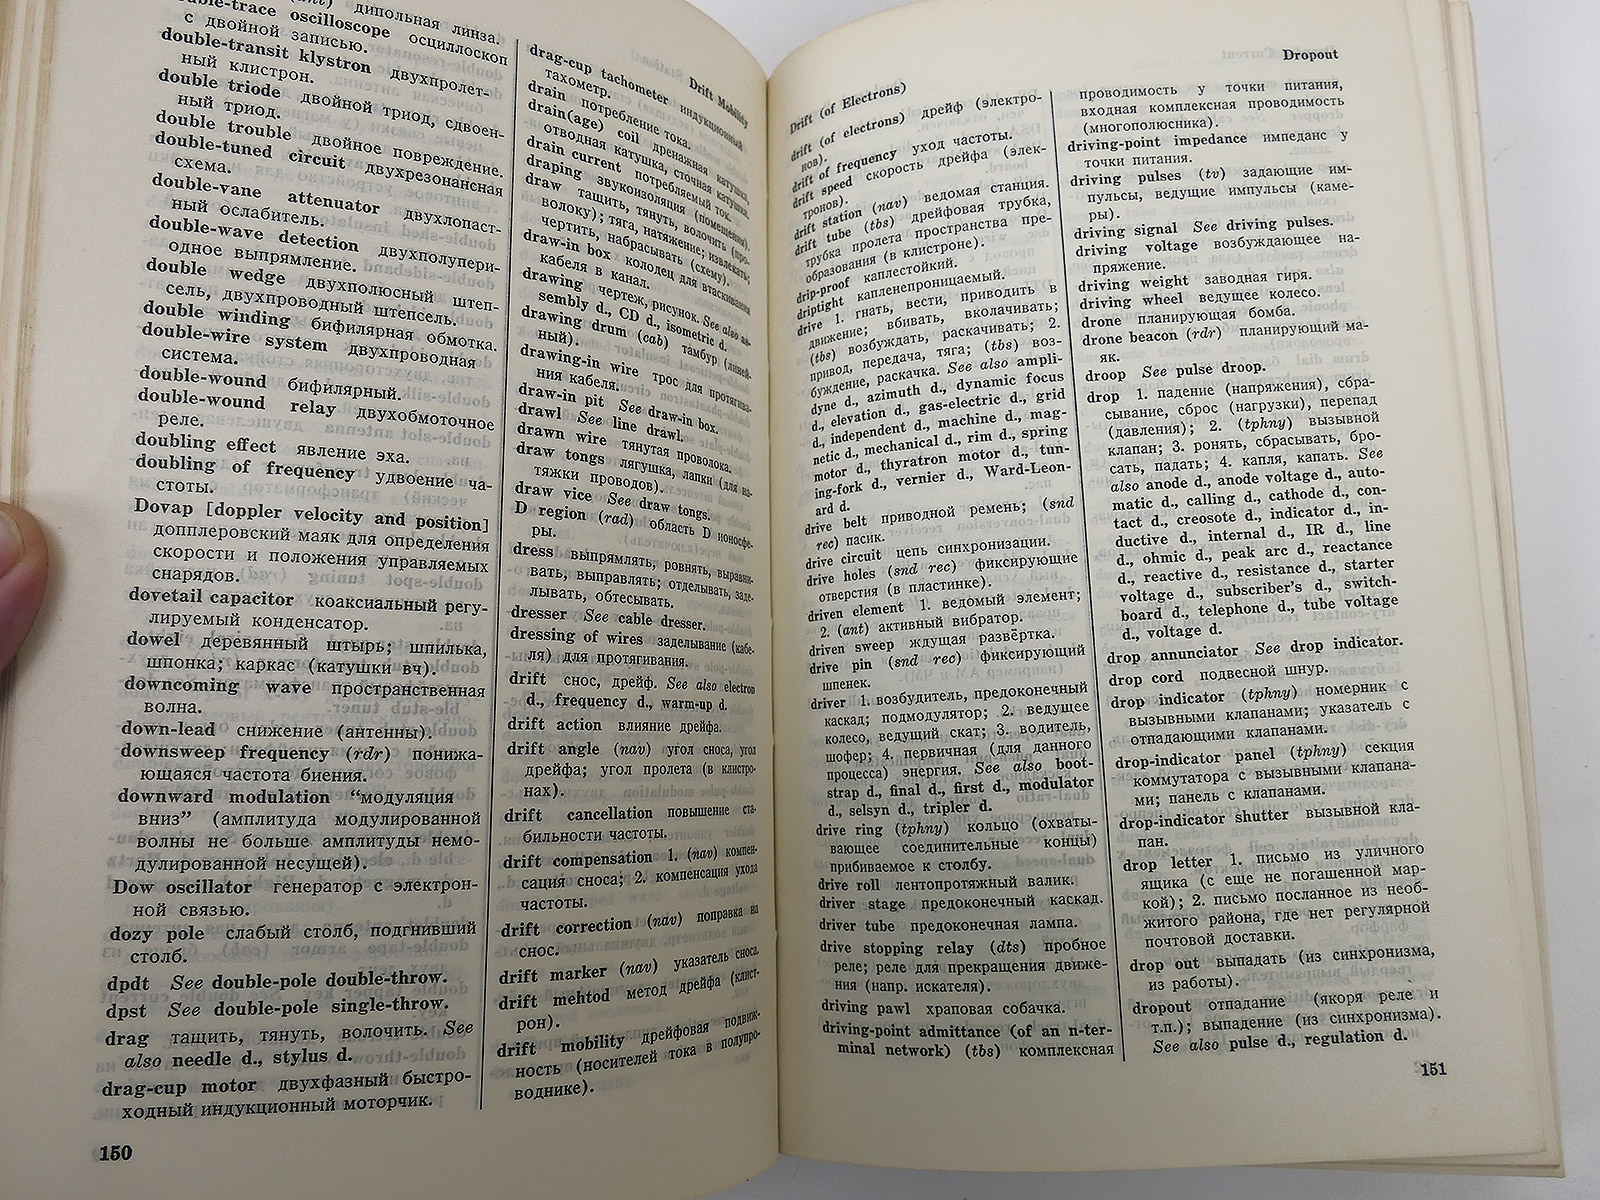 дипольная линза.
double-trace oscilloscope осциллоскоп
с двойной записью.
double-transit klystron двухпролет-
ный клистрон.
double triode двойной триод, сдвоен-
ный триод.
double trouble двойное повреждение.
double-tuned circuit двухрезонансная
схема.
double-vane attenuator двухлопаст-
ный ослабитель.
double-wave detection двухполупери-
одное выпрямление.
double wedge двухполюсный штеп-
сель, двухпроводный штепсель.
double winding бифилярная обмотка.
double-wire system двухпроводная
система.
double-wound бифилярный.
double-wound relay двухобмоточное
реле.
doubling effect явление эха.
doubling of frequency удвоение ча-
стоты.
Dovap [doppler velocity and position]
допплеровский маяк для определения
скорости и положения управляемых
снарядов.
dovetail capacitor коаксиальный регу-
лируемый конденсатор.
dowel деревянный штырь; шпилька,
шпонка; каркас (катушки вч).
downcoming wave пространственная
волна.
down-lead снижение (антенны).
downsweep frequency (rdr) понижа-
ющаяся частота биения.
downward modulation “модуляция
вниз” (амплитуда модулированной
волны не больше амплитуды немо-
дулированной несущей).
Dow oscillator генератор с электрон-
ной связью.
dozy pole слабый столб, подгнивший
столб.
dpdt See double-pole double-throw.
dpst See double-pole single-throw.
drag тащить, тянуть, волочить. See
also needle d., stylus d.
drag-cup motor двухфазный быстро-
ходный индукционный моторчик.
150
Drift Mobility
drag-cup tachometer индукционный
тахометр.
drain потребление тока.
drain(age) coil дренажная катушка,
отводная катушка, сточная катушка.
drain current потребляемый ток.
draping звукоизоляция (помещения).
draw тащить, тянуть, волочить (про-
волоку); тяга, натяжение; извлекать;
чертить, набрасывать (схему).
draw-in box колодец для втаскивания
кабеля в канал.
drawing чертеж, рисунок. See also as-
sembly d., CD d., isometric d.
drawing drum (cab) тамбур (линей-
ный).
drawing-in wire трос для протягива-
ния кабеля.
draw-in pit See draw-in box.
drawl See line drawl.
drawn wire тянутая проволока.
draw tongs лягушка, лапки (для на-
тяжки проводов).
draw vice See draw tongs.
D region (rad) область D ионосфе-
ры.
dress выпрямлять, ровнять, выравни-
вать, выправлять; отделывать, заде-
лывать, обтесывать.
dresser See cable dresser.
dressing of wires заделывание (кабе-
ля) для протягивания.
drift снос, дрейф. See also electron
d., frequency d., warm-up d.
drift action влияние дрейфа.
drift angle (nav) угол сноса, угол
дрейфа; угол пролета (в клистро-
нах).
drift cancellation повышение ста-
бильности частоты.
drift compensation 1. (nav) компен-
сация сноса; 2. компенсация ухода
частоты.
drift correction (nav) поправка на
снос.
drift marker (nav) указатель сноса.
drift mehtod метод дрейфа (клист-
рон).
drift mobility дрейфовая подвиж-
ность (носителей тока в полупро-
воднике).
Drift (of Electrons)
drift (of electrons) дрейф (электро-
нов).
drift of frequency уход частоты.
drift speed скорость дрейфа (элек-
тронов).
drift station (nav) ведомая станция.
drift tube (tbs) дрейфовая трубка,
трубка пролета пространства пре-
образования (в клистроне).
drip-proof каплестойкий.
driptight капленепроницаемый.
drive 1. гнать, вести, приводить в
движение; вбивать, вколачивать;
(tbs) возбуждать, раскачивать; 2.
привод, передача, тяга; (tbs) воз-
буждение, раскачка. See also ampli-
dyne d., azimuth d., dynamic focus
d., elevation d., gas-electric d., grid
d., independent d., machine d., mag-
netic d., mechanical d., rim d., spring
motor d., thyratron motor d., tun-
ing-fork d., vernier d., Ward-Leon-
ard d.
drive belt приводной ремень; (snd
rec) пасик.
drive circuit цепь синхронизации.
drive holes (snd rec) фиксирующие
отверстия (в пластинке).
driven element 1. ведомый элемент;
2. (ant) активный вибратор.
driven sweep ждущая развёртка.
drive pin (snd rec) фиксирующий
шпенек.
driver 1. возбудитель, предоконечный
каскад; подмодулятор; 2. ведущее
колесо, ведущий скат; 3. водитель,
шофер; 4. первичная (для данного
процесса) энергия. See also boot-
strap d., final d., first d., modulator
d., selsyn d., tripler d.
drive ring (tphny) кольцо (охваты-
вающее соединительные концы)
прибиваемое к столбу.
drive roll лентопротяжный валик.
driver stage предоконечный каскад.
driver tube предоконечная лампа.
drive stopping relay (dts) пробное
реле; реле для прекращения движе-
ния (напр. искателя).
driving pawl храповая собачка.
driving-point admittance (of an n-ter-
minal network) (tbs) комплексная
Dropout
проводимость у точки питания,
входная комплексная проводимость
(многополюсника).
driving-point impedance импеданс у
точки питания.
driving pulses (tv) задающие им-
пульсы, ведущие импульсы (каме-
ры).
driving signal See driving pulses.
driving voltage возбуждающее на-
пряжение.
driving weight заводная гиря.
driving wheel ведущее колесо.
drone планирующая бомба.
drone beacon (rdr) планирующий ма-
як.
droop See pulse droop.
drop 1. падение (напряжения), сбра-
сывание, сброс (нагрузки), перепад
(давления); 2. (tphny) вызывной
клапан; 3. ронять, сбрасывать, бро-
сать, падать; 4. капля, капать. See
also anode d., anode voltage d., auto-
matic d., calling d., cathode d., con-
tact d., creosote d., indicator d., in-
ductive d., internal d., IR d., line
d., ohmic d., peak arc d., reactance
d., reactive d., resistance d., starter
voltage d., subscriber's d., switch-
board d., telephone d., tube voltage
d., voltage d.
drop annunciator See drop indicator.
drop cord подвесной шнур.
drop indicator (tphny) номерник с
вызывными клапанами; указатель с
отпадающими клапанами.
drop-indicator panel (tphny) секция
коммутатора с вызывными клапана-
ми; панель с клапанами.
drop-indicator shutter вызывной кла-
пан.
drop letter 1. письмо из уличного
ящика (с еще не погашенной мар-
кой); 2. письмо посланное из необ-
житого района, где нет регулярной
почтовой доставки.
drop out выпадать (из синхронизма,
из работы).
dropout отпадание (якоря реле и
т.п.); выпадение (из синхронизма).
See also pulse d., regulation d.
151